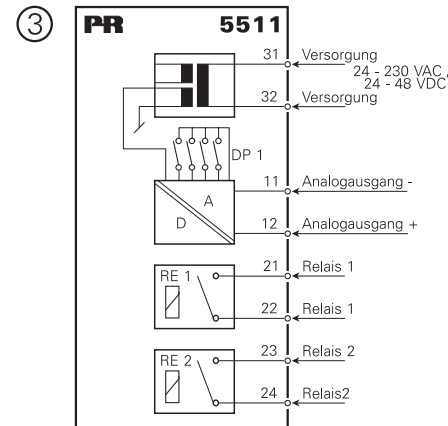 3
PR 5511
31 Versorgung
24 - 230 VAC /
24 - 48 VDC
32 Versorgung
DP 1
11 Analogausgang -
A
D
12 Analogausgang +
21 Relais 1
RE 1
22 Relais 1
23 Relais 2
RE 2
24 Relais2